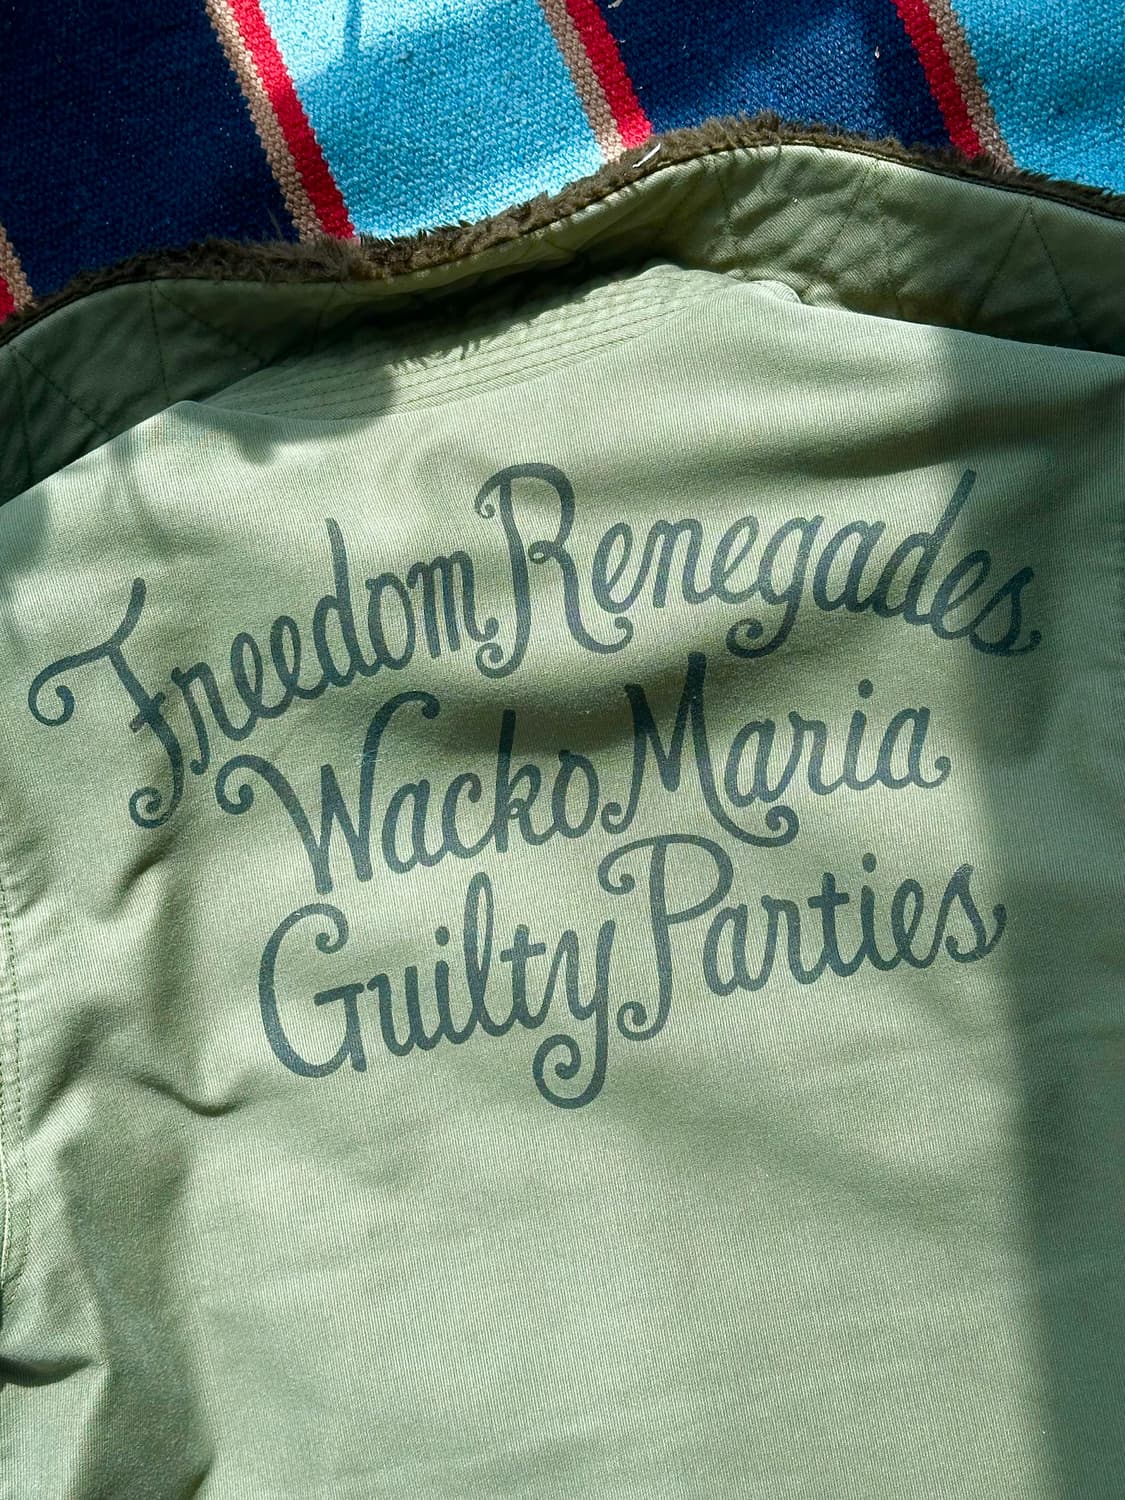 Freedom Renegades
Wacko Maria
Guilty Parties